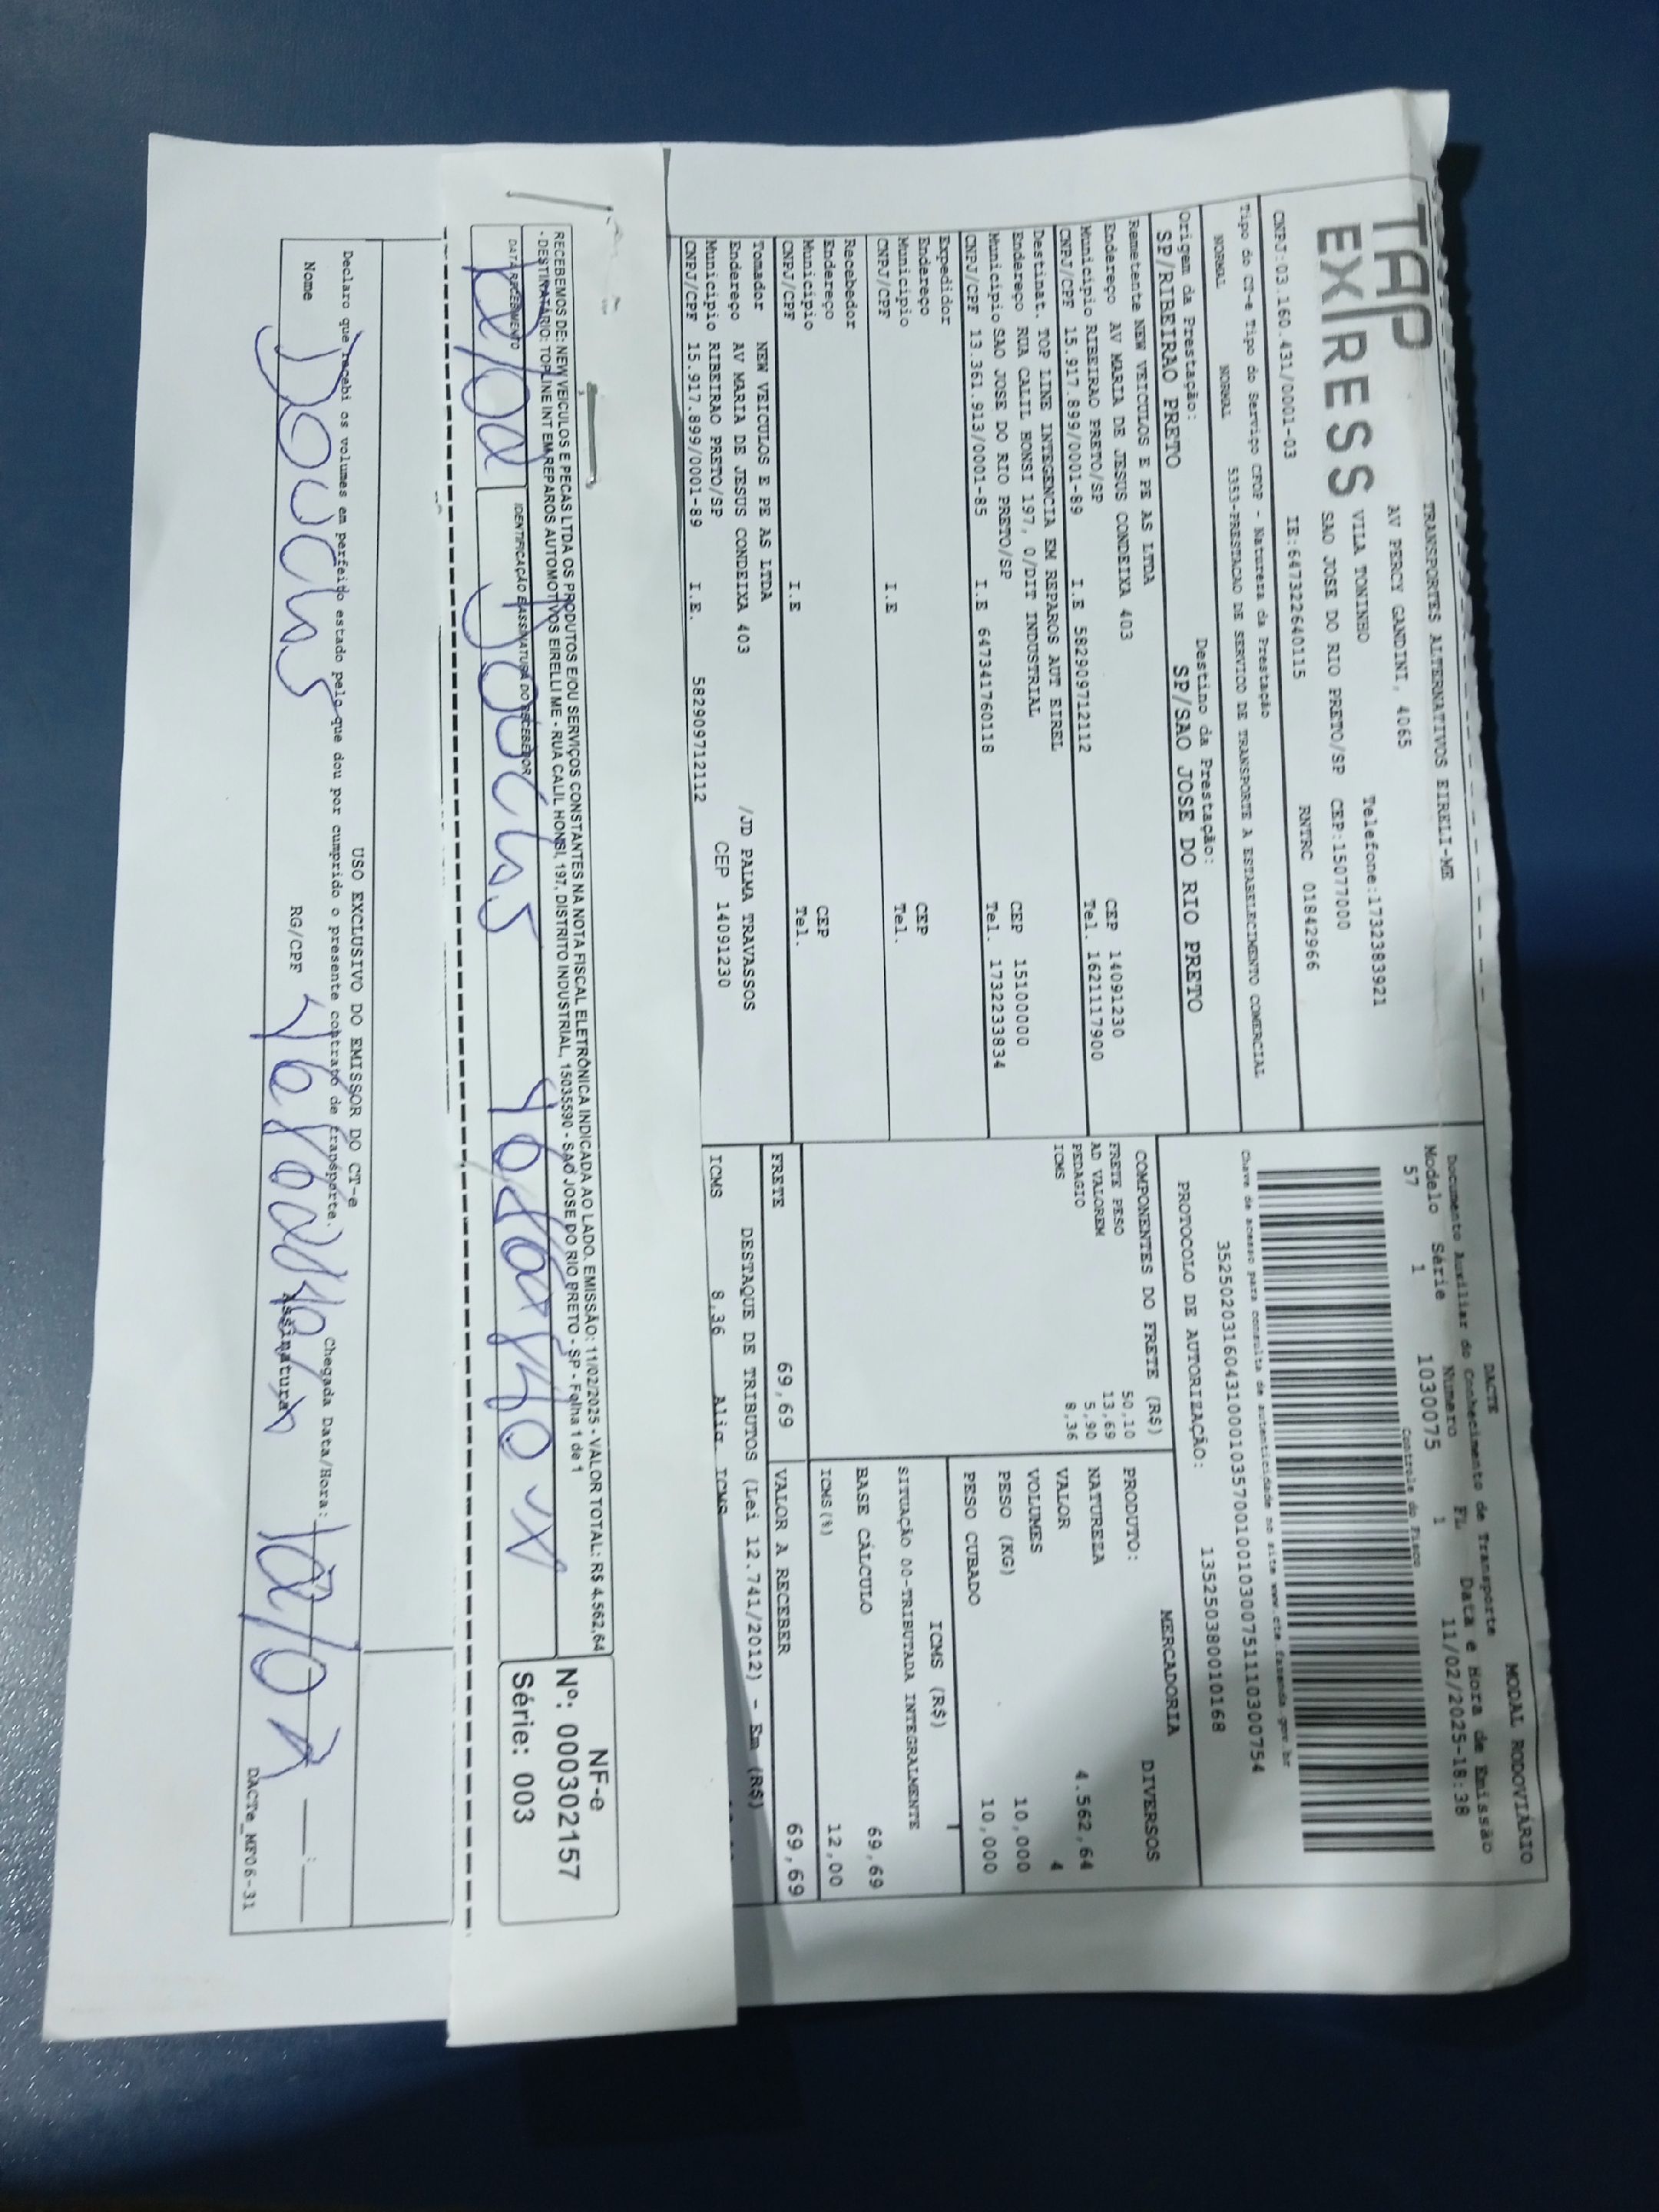 TAP EXPRESS
TRANSPORTES ALTERNATIVOS EIRELI-ME
AV PERCY GANDINI, 4065
VILA TONINHO Telefone:1732383921
SAO JOSE DO RIO PRETO/SP CEP:15077000
CNPJ:03.160.431/0001-03 IE:647322640115 RNTRC 01842966
Tipo do CT-e Tipo do Serviço CFOP - Natureza da Prestação
NORMAL NORMAL 5353-PRESTACAO DE SERVICO DE TRANSPORTE A ESTABELECIMENTO COMERCIAL
Origem da Prestação: Destino da Prestação:
SP/RIBEIRAO PRETO SP/SAO JOSE DO RIO PRETO
Remetente NEW VEICULOS E PE AS LTDA
Endereço AV MARIA DE JESUS CONDEIXA 403 CEP 14091230
Municipio RIBEIRAO PRETO/SP Tel. 1621117900
CNPJ/CPF 15.917.899/0001-89 I.E 582909712112
Destinat. TOP LINE INTEGENCIA EM REPAROS AUT EIREL
Endereço RUA CALIL HONSI 197, 0/DIT INDUSTRIAL CEP 15100000
Municipio SAO JOSE DO RIO PRETO/SP Tel. 1732233834
CNPJ/CPF 13.361.913/0001-85 I.E 647341760118
Expedidor
Endereço CEP
Municipio Tel.
CNPJ/CPF I.E
Recebedor
Endereço CEP
Municipio Tel.
CNPJ/CPF I.E
Tomador NEW VEICULOS E PE AS LTDA
Endereço AV MARIA DE JESUS CONDEIXA 403 /JD PALMA TRAVASSOS
Municipio RIBEIRAO PRETO/SP CEP 14091230
CNPJ/CPF 15.917.899/0001-89 I.E. 582909712112
MODAL RODOVIÁRIO
DACTE
Documento Auxiliar do Conhecimento de Transporte
Modelo Série Numero FL Data e Hora de Emissão
57 1 1030075 1 11/02/2025-18:38
Controle do Fisco
Chave de acesso para consulta de autenticidade no site www.cte.fazenda.gov.br
35250203160431000103570010010300751110300754
PROTOCOLO DE AUTORIZAÇÃO: 135250380010168
COMPONENTES DO FRETE (R$)
FRETE PESO 50,10
AD VALOREM 13,69
PEDAGIO 5,90
ICMS 8,36
MERCADORIA
PRODUTO: DIVERSOS
NATUREZA
VALOR 4.562,64
VOLUMES 4
PESO (KG) 10,000
PESO CUBADO 10,000
ICMS (R$)
SITUAÇÃO 00-TRIBUTADA INTEGRALMENTE
BASE CÁLCULO 69,69
ICMS(%) 12,00
FRETE 69,69 VALOR A RECEBER 69,69
DESTAQUE DE TRIBUTOS (Lei 12.741/2012) - Em (R$)
ICMS 8,36 Aliq. ICMS
RECEBEMOS DE: NEW VEICULOS E PECAS LTDA OS PRODUTOS E/OU SERVIÇOS CONSTANTES NA NOTA FISCAL ELETRÔNICA INDICADA AO LADO. EMISSÃO: 11/02/2025 - VALOR TOTAL: R$ 4.562,64
- DESTINATÁRIO: TOP LINE INT EM REPAROS AUTOMOTIVOS EIRELLI ME - RUA CALIL HONSI, 197, DISTRITO INDUSTRIAL, 15035590 - SAO JOSE DO RIO PRETO - SP - Folha 1 de 1
DATA RECEBIMENTO IDENTIFICAÇÃO E ASSINATURA DO RECEBEDOR
NF-e
Nº: 000302157
Série: 003
USO EXCLUSIVO DO EMISSOR DO CT-e
Declaro que recebi os volumes em perfeito estado pelo que dou por cumprido o presente contrato de transporte. Chegada Data/Hora:
Nome RG/CPF Assinatura
DACTe_MF06-31